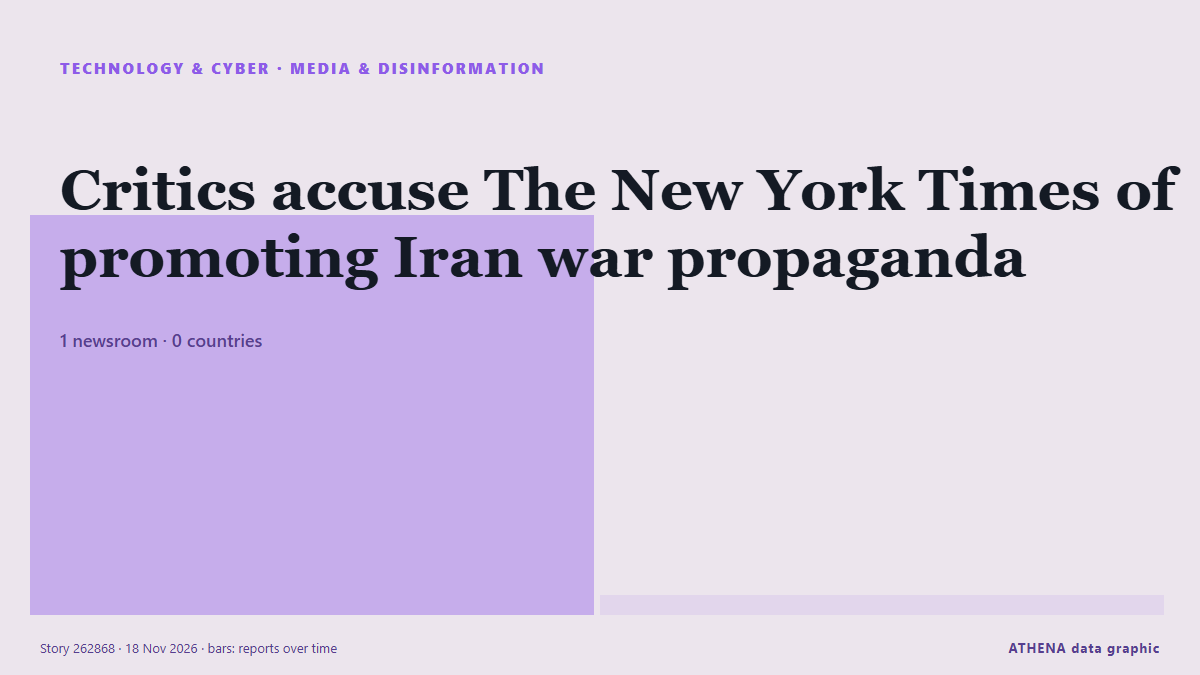 TECHNOLOGY & CYBER · MEDIA & DISINFORMATION
Critics accuse The New York Times of
promoting Iran war propaganda
1 newsroom · 0 countries
Story 262868 · 18 Nov 2026 · bars: reports over time
ATHENA data graphic